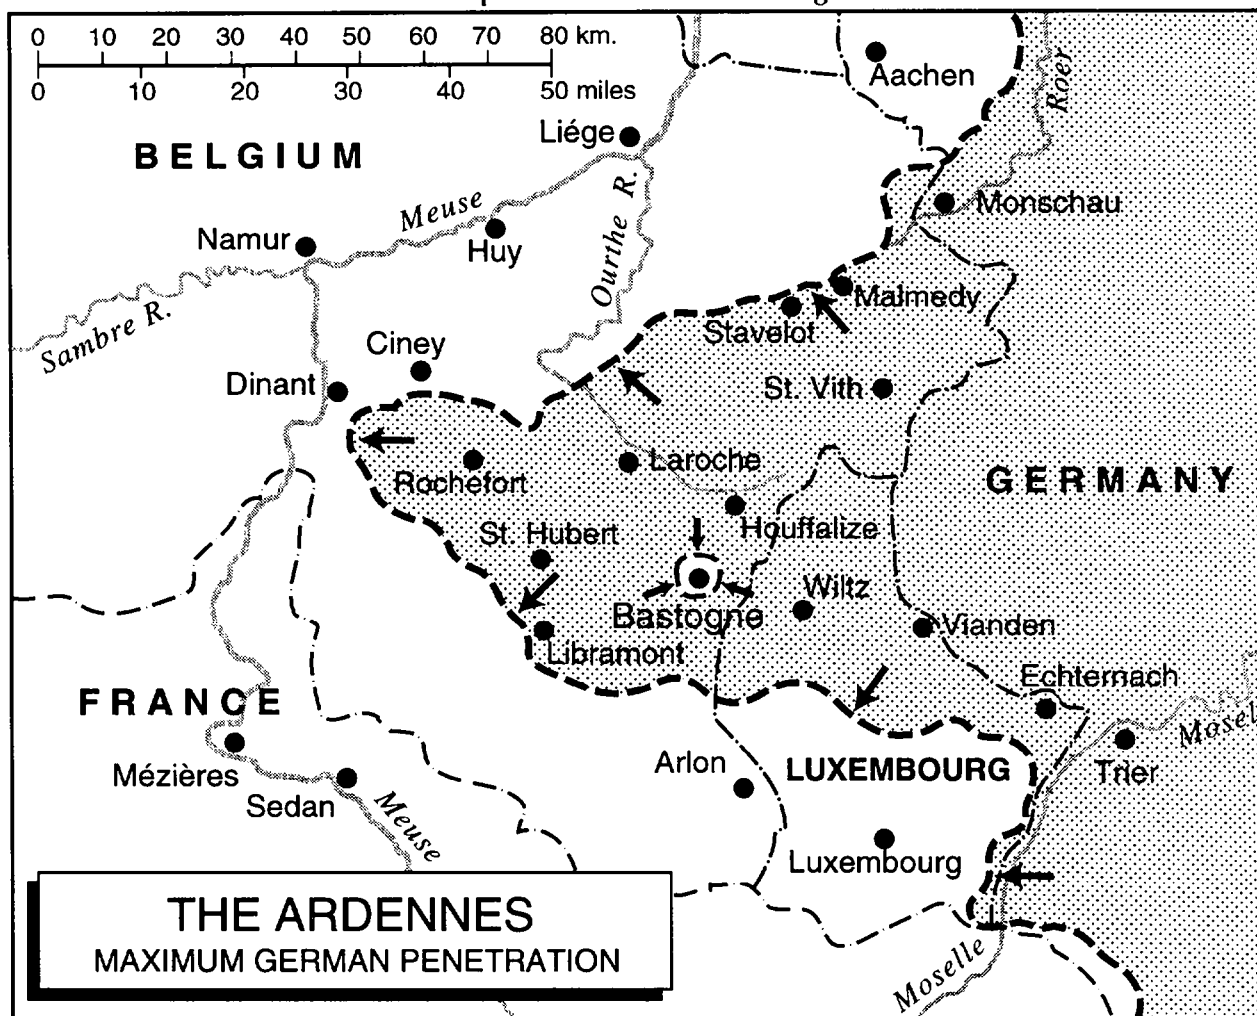 0 10 20 30 40 50 60 70 80 km.
0 10 20 30 40 50 miles
Aachen
Roer
Liége
BELGIUM
Meuse
Ourthe R.
Monschau
Namur
Huy
Malmedy
Sambre R.
Stavelot
Ciney
Dinant
St. Vith
Laroche
Rochefort
GERMANY
St. Hubert
Houffalize
Wiltz
Bastogne
Vianden
Libramont
Echternach
FRANCE
Mosel
Arlon
LUXEMBOURG
Trier
Mézières
Sedan
Meuse
Luxembourg
THE ARDENNES
MAXIMUM GERMAN PENETRATION
Moselle